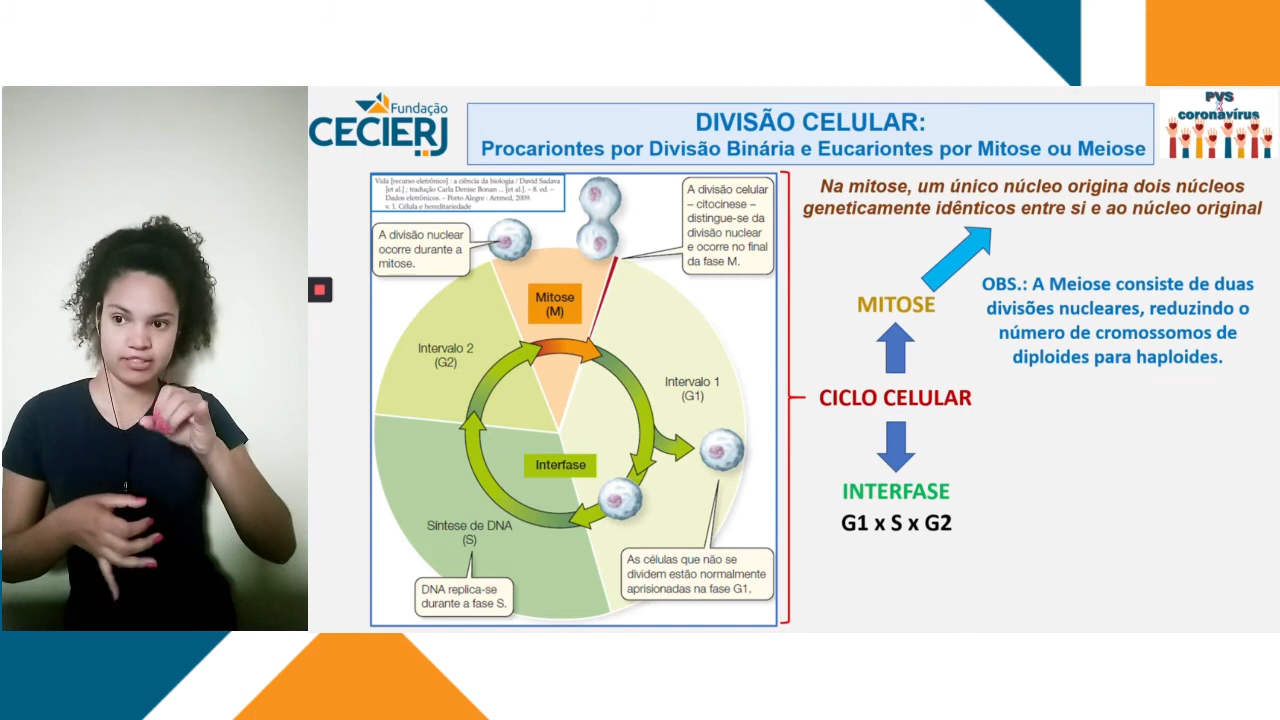 Fundação
CECIERJ
DIVISÃO CELULAR:
Procariontes por Divisão Binária e Eucariontes por Mitose ou Meiose
PVS
X
coronavírus
Vida [recurso eletrônico] : a ciência da biologia / David Sadava
[et al.] ; tradução Carla Denise Bonan ... [et al.]. – 8. ed. –
Dados eletrônicos. – Porto Alegre : Artmed, 2009.
v. 1. Célula e hereditariedade
A divisão nuclear
ocorre durante a
mitose.
A divisão celular
– citocinese –
distingue-se da
divisão nuclear
e ocorre no final
da fase M.
Mitose
(M)
Intervalo 2
(G2)
Intervalo 1
(G1)
Interfase
Síntese de DNA
(S)
DNA replica-se
durante a fase S.
As células que não se
dividem estão normalmente
aprisionadas na fase G1.
Na mitose, um único núcleo origina dois núcleos
geneticamente idênticos entre si e ao núcleo original
MITOSE
OBS.: A Meiose consiste de duas
divisões nucleares, reduzindo o
número de cromossomos de
diploides para haploides.
CICLO CELULAR
INTERFASE
G1 x S x G2